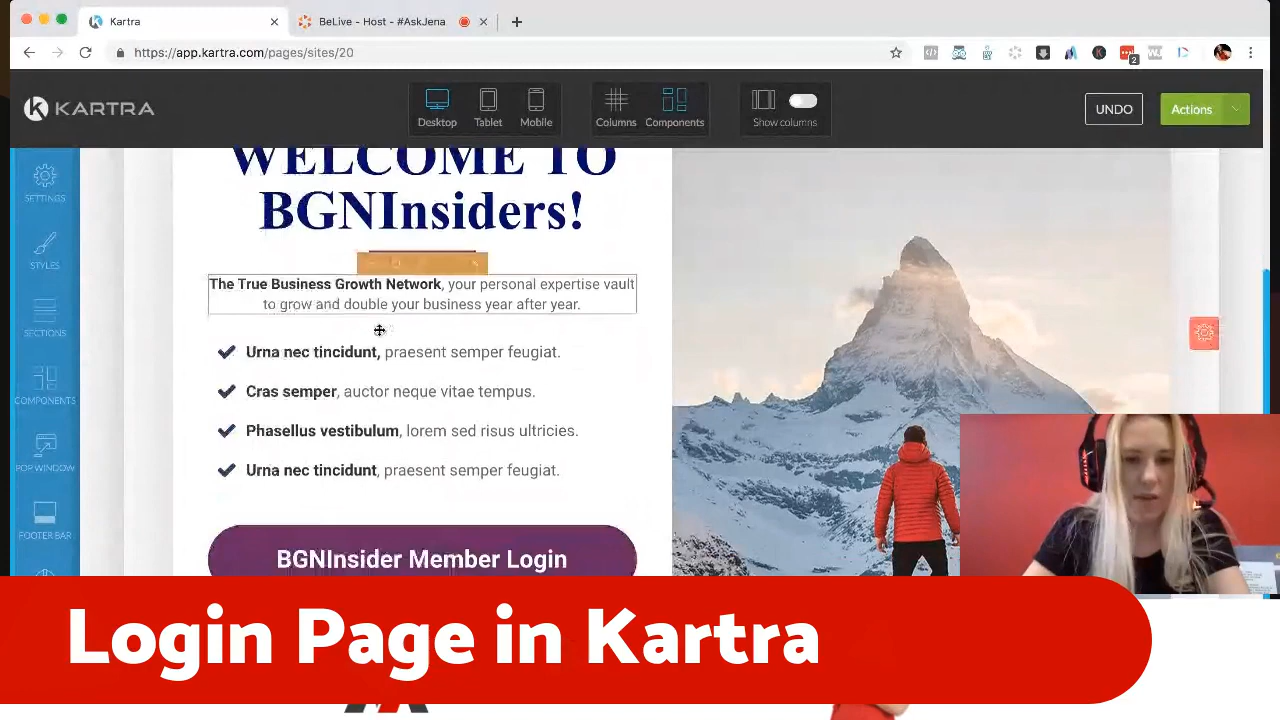 Kartra
BeLive - Host - #AskJena
https://app.kartra.com/pages/sites/20
2
KARTRA
Desktop
Tablet
Mobile
Columns
Components
Show columns
UNDO
Actions
SETTINGS
STYLES
SECTIONS
COMPONENTS
POP WINDOW
FOOTER BAR
WELCOME TO
BGNInsiders!
The True Business Growth Network, your personal expertise vault
to grow and double your business year after year.
Urna nec tincidunt, praesent semper feugiat.
Cras semper, auctor neque vitae tempus.
Phasellus vestibulum, lorem sed risus ultricies.
Urna nec tincidunt, praesent semper feugiat.
BGNInsider Member Login
Login Page in Kartra